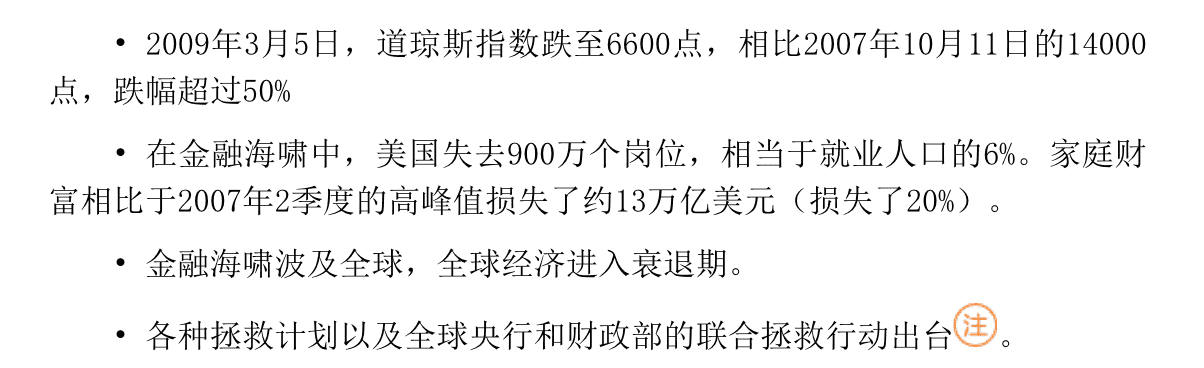 • 2009年3月5日，道琼斯指数跌至6600点，相比2007年10月11日的14000
点，跌幅超过50%
• 在金融海啸中，美国失去900万个岗位，相当于就业人口的6%。家庭财
富相比于2007年2季度的高峰值损失了约13万亿美元（损失了20%）。
• 金融海啸波及全球，全球经济进入衰退期。
• 各种拯救计划以及全球央行和财政部的联合拯救行动出台注。